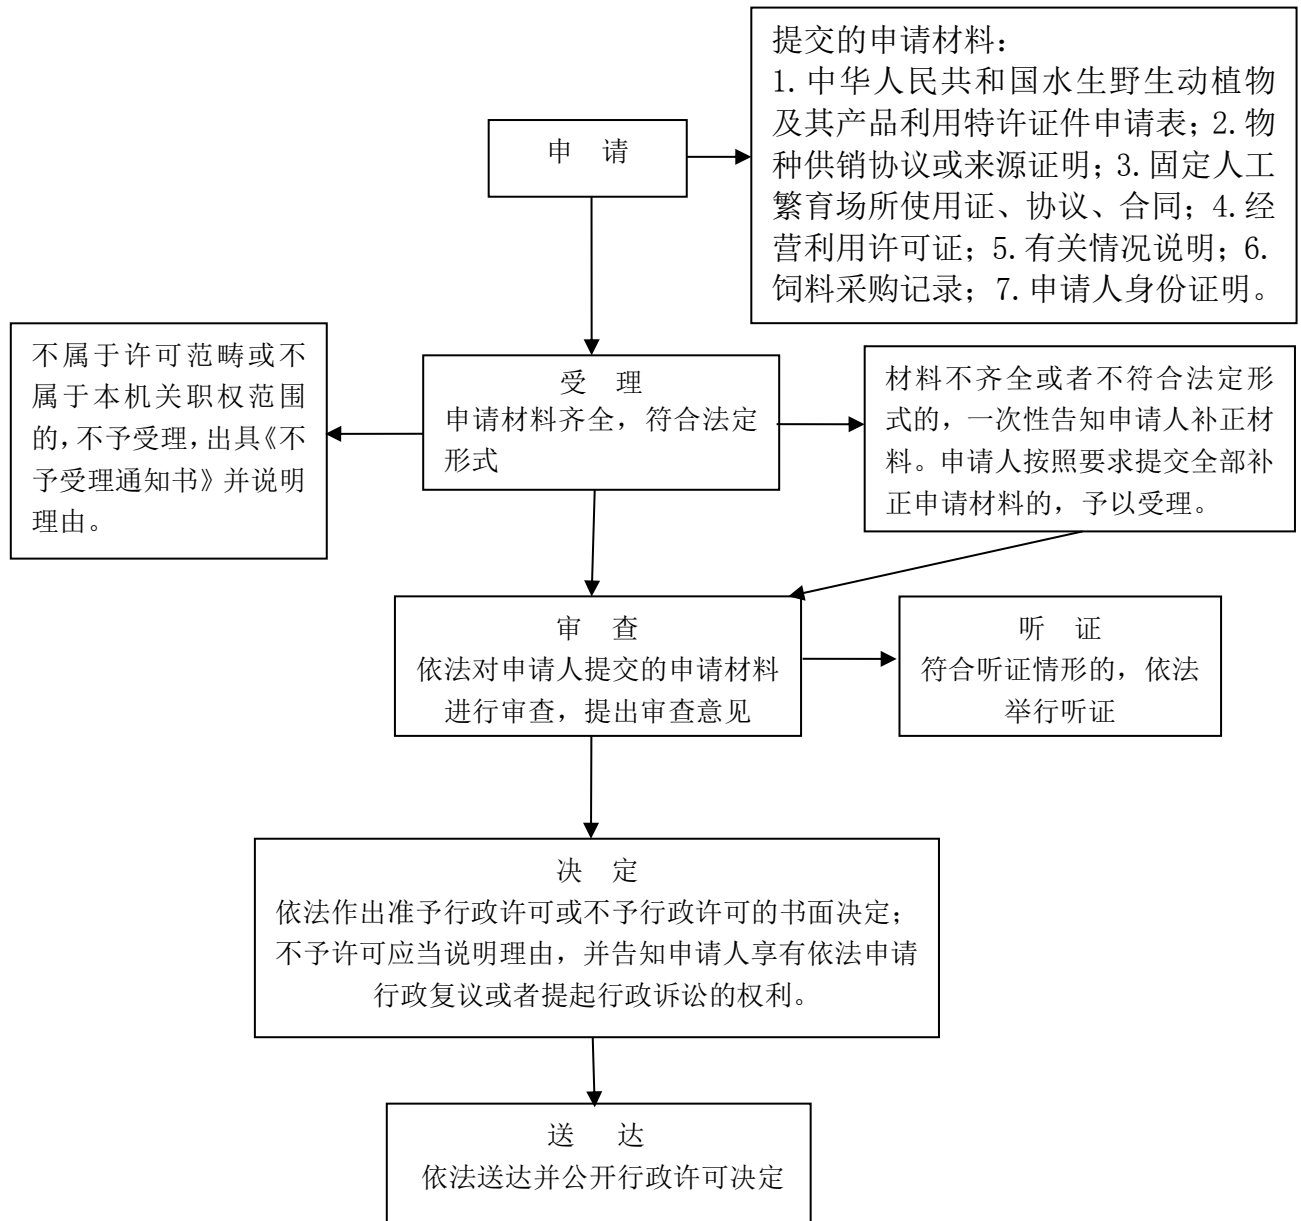 提交的申请材料：
1.中华人民共和国水生野生动植物
及其产品利用特许证件申请表；2.物
种供销协议或来源证明；3.固定人工
繁育场所使用证、协议、合同；4.经
营利用许可证；5.有关情况说明；6.
饲料采购记录；7.申请人身份证明。
申 请
不属于许可范畴或不
属于本机关职权范围
的，不予受理，出具《不
予受理通知书》并说明
理由。
受 理
申请材料齐全，符合法定
形式
材料不齐全或者不符合法定形
式的，一次性告知申请人补正材
料。申请人按照要求提交全部补
正申请材料的，予以受理。
审 查
依法对申请人提交的申请材料
进行审查，提出审查意见
听 证
符合听证情形的，依法
举行听证
决 定
依法作出准予行政许可或不予行政许可的书面决定；
不予许可应当说明理由，并告知申请人享有依法申请
行政复议或者提起行政诉讼的权利。
送 达
依法送达并公开行政许可决定